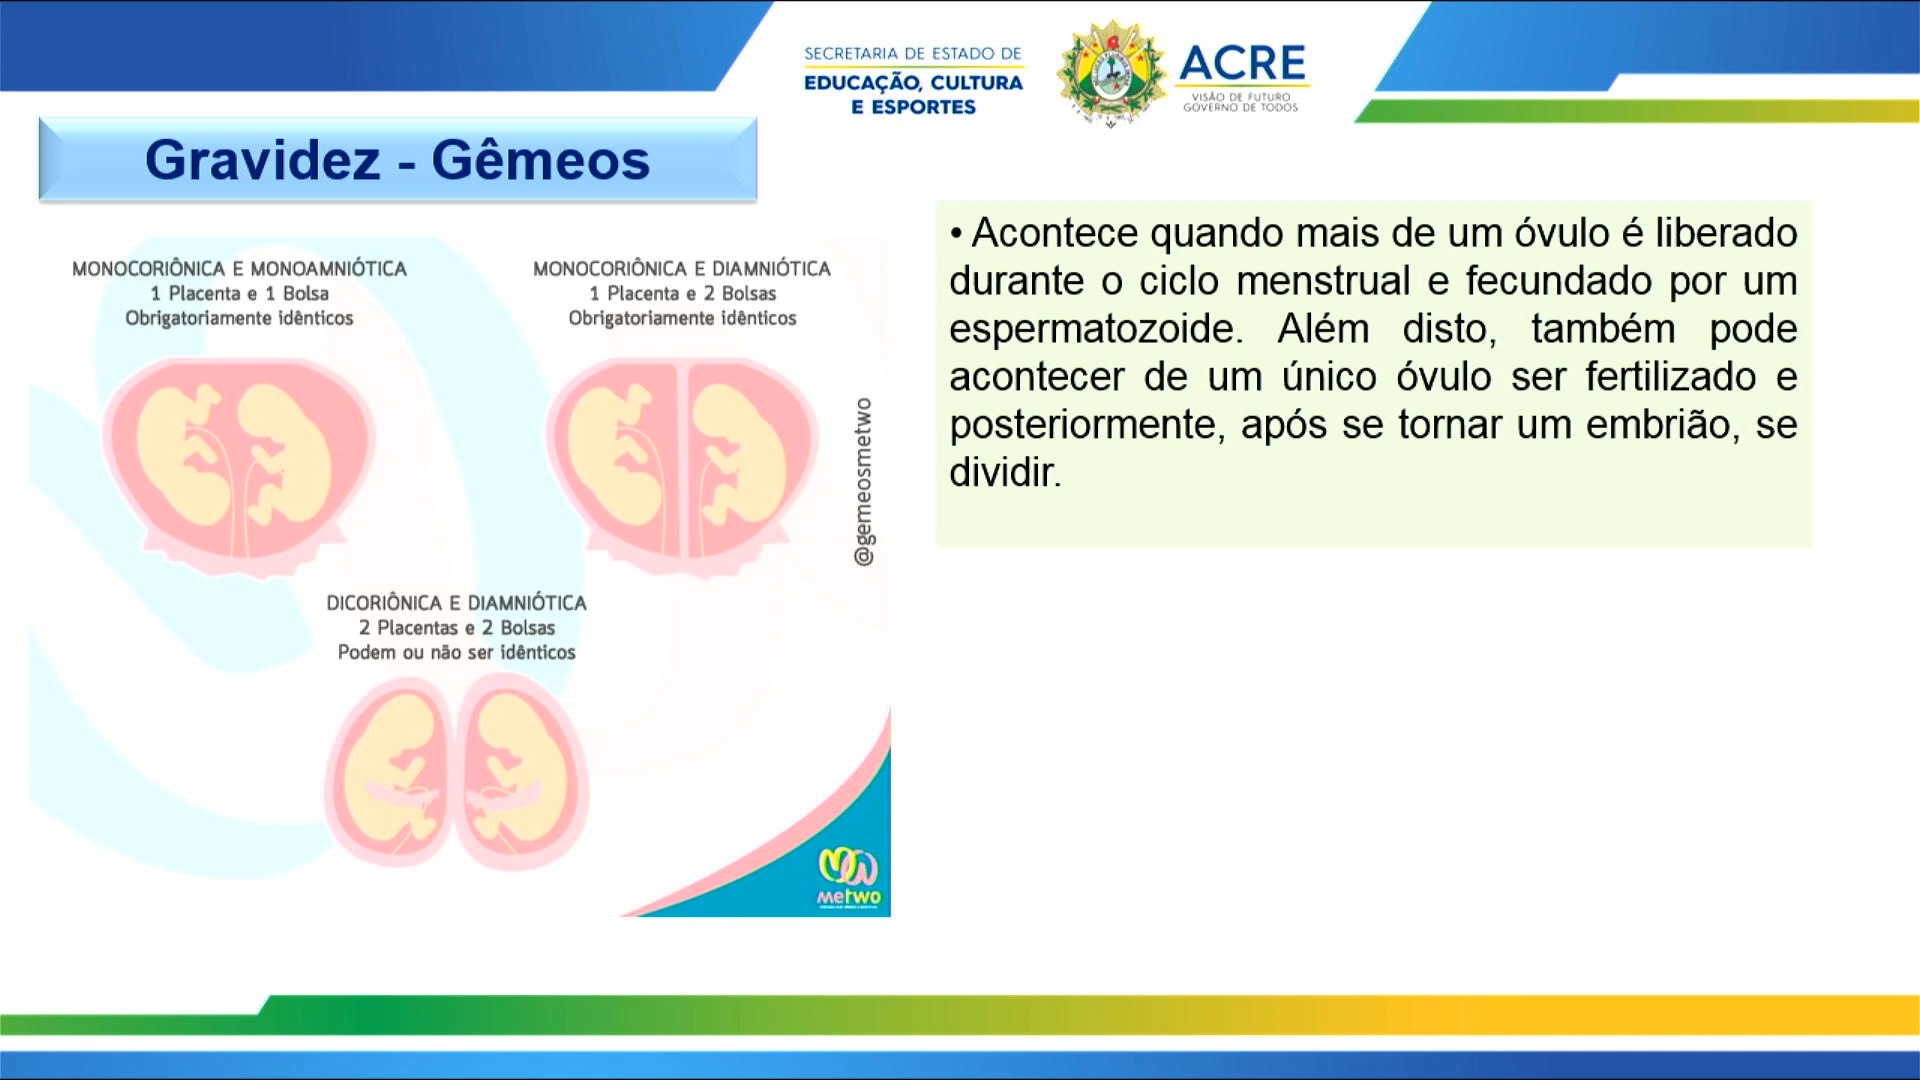 SECRETARIA DE ESTADO DE
EDUCAÇÃO, CULTURA
E ESPORTES
ACRE
VISÃO DE FUTURO
GOVERNO DE TODOS
Gravidez - Gêmeos
MONOCORIÔNICA E MONOAMNIÓTICA
1 Placenta e 1 Bolsa
Obrigatoriamente idênticos
MONOCORIÔNICA E DIAMNIÓTICA
1 Placenta e 2 Bolsas
Obrigatoriamente idênticos
@gemeosmetwo
DICORIÔNICA E DIAMNIÓTICA
2 Placentas e 2 Bolsas
Podem ou não ser idênticos
metwo
• Acontece quando mais de um óvulo é liberado
durante o ciclo menstrual e fecundado por um
espermatozoide. Além disto, também pode
acontecer de um único óvulo ser fertilizado e
posteriormente, após se tornar um embrião, se
dividir.